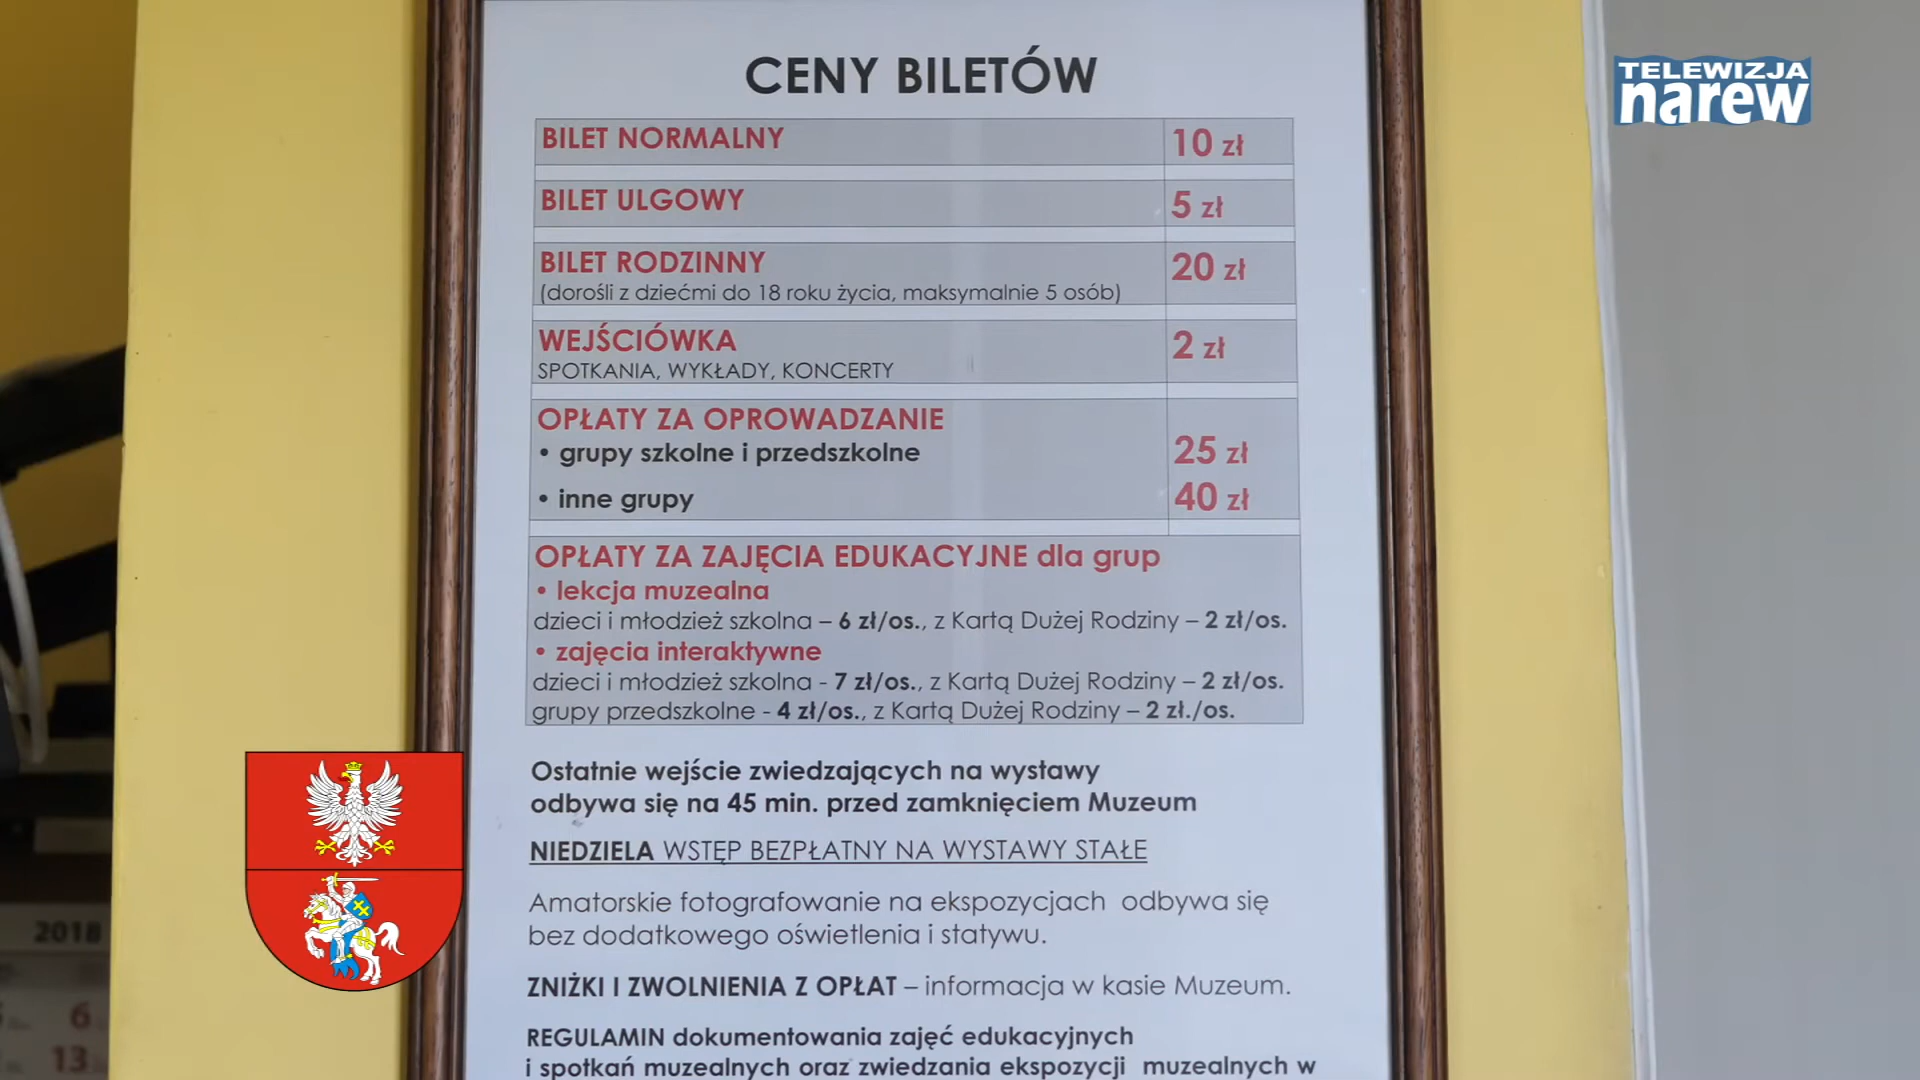 TELEWIZJA
narew
CENY BILETÓW
BILET NORMALNY 10 zł
BILET ULGOWY 5 zł
BILET RODZINNY 20 zł
(dorośli z dziećmi do 18 roku życia, maksymalnie 5 osób)
WEJŚCIÓWKA 2 zł
SPOTKANIA, WYKŁADY, KONCERTY
OPŁATY ZA OPROWADZANIE
• grupy szkolne i przedszkolne 25 zł
• inne grupy 40 zł
OPŁATY ZA ZAJĘCIA EDUKACYJNE dla grup
• lekcja muzealna
dzieci i młodzież szkolna – 6 zł/os., z Kartą Dużej Rodziny – 2 zł/os.
• zajęcia interaktywne
dzieci i młodzież szkolna - 7 zł/os., z Kartą Dużej Rodziny – 2 zł/os.
grupy przedszkolne - 4 zł/os., z Kartą Dużej Rodziny – 2 zł./os.
Ostatnie wejście zwiedzających na wystawy
odbywa się na 45 min. przed zamknięciem Muzeum
NIEDZIELA WSTĘP BEZPŁATNY NA WYSTAWY STAŁE
Amatorskie fotografowanie na ekspozycjach odbywa się
bez dodatkowego oświetlenia i statywu.
ZNIŻKI I ZWOLNIENIA Z OPŁAT – informacja w kasie Muzeum.
REGULAMIN dokumentowania zajęć edukacyjnych
i spotkań muzealnych oraz zwiedzania ekspozycji muzealnych w
2018
6
13